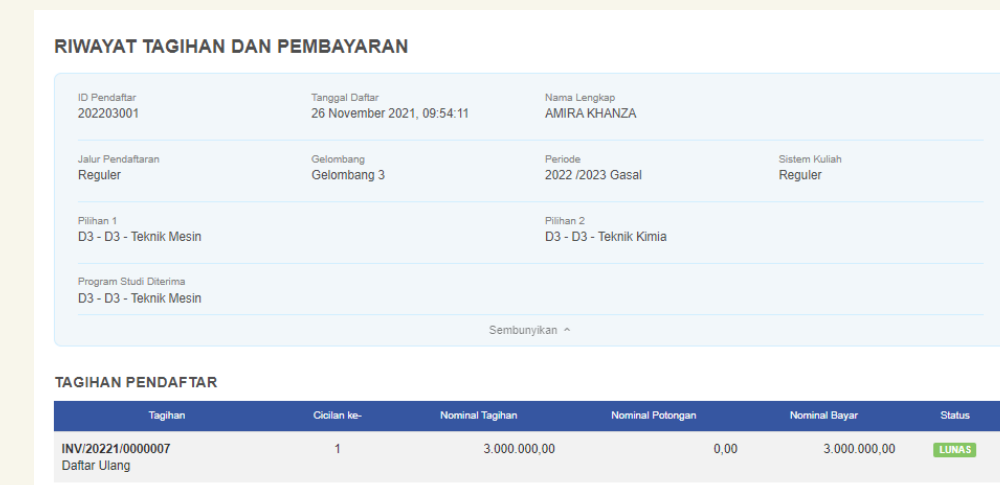 RIWAYAT TAGIHAN DAN PEMBAYARAN
ID Pendaftar Tanggal Daftar Nama Lengkap
202203001 26 November 2021, 09:54:11 AMIRA KHANZA
Jalur Pendaftaran Gelombang Periode Sistem Kuliah
Reguler Gelombang 3 2022 /2023 Gasal Reguler
Pilihan 1 Pilihan 2
D3 - D3 - Teknik Mesin D3 - D3 - Teknik Kimia
Program Studi Diterima
D3 - D3 - Teknik Mesin
Sembunyikan
TAGIHAN PENDAFTAR
Tagihan Cicilan ke- Nominal Tagihan Nominal Potongan Nominal Bayar Status
INV/20221/0000007 1 3.000.000,00 0,00 3.000.000,00 LUNAS
Daftar Ulang